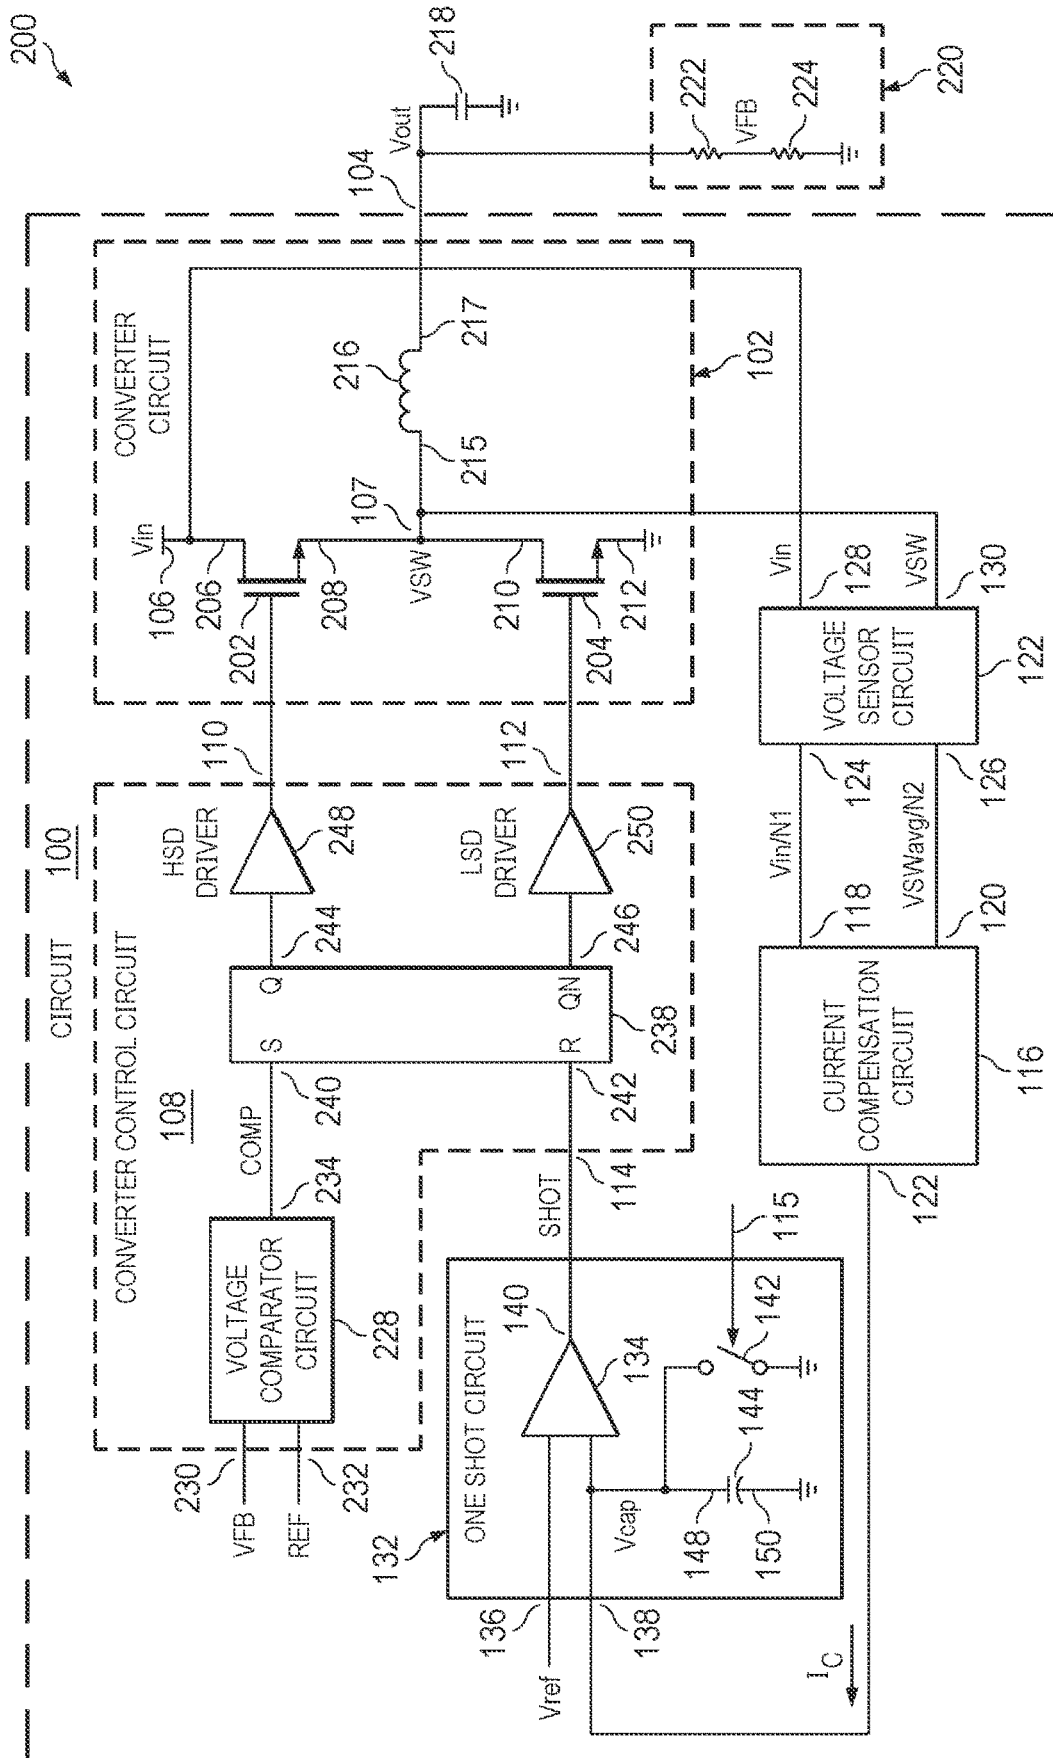 200
CIRCUIT
100
CONVERTER CONTROL CIRCUIT
108
VFB
230
REF
232
VOLTAGE
COMPARATOR
CIRCUIT
228
234
COMP
240
S
Q
R
QN
238
242
244
246
HSD
DRIVER
248
LSD
DRIVER
250
110
112
CONVERTER
CIRCUIT
Vin
106
206
202
208
107
VSW
210
204
212
215
216
217
102
104
Vout
218
222
VFB
224
220
132
ONE SHOT CIRCUIT
136
Vref
138
140
134
Vcap
148
144
150
142
115
SHOT
114
IC
122
CURRENT
COMPENSATION
CIRCUIT
116
118
Vin/N1
124
120
VSWavg/N2
126
VOLTAGE
SENSOR
CIRCUIT
122
Vin
128
VSW
130